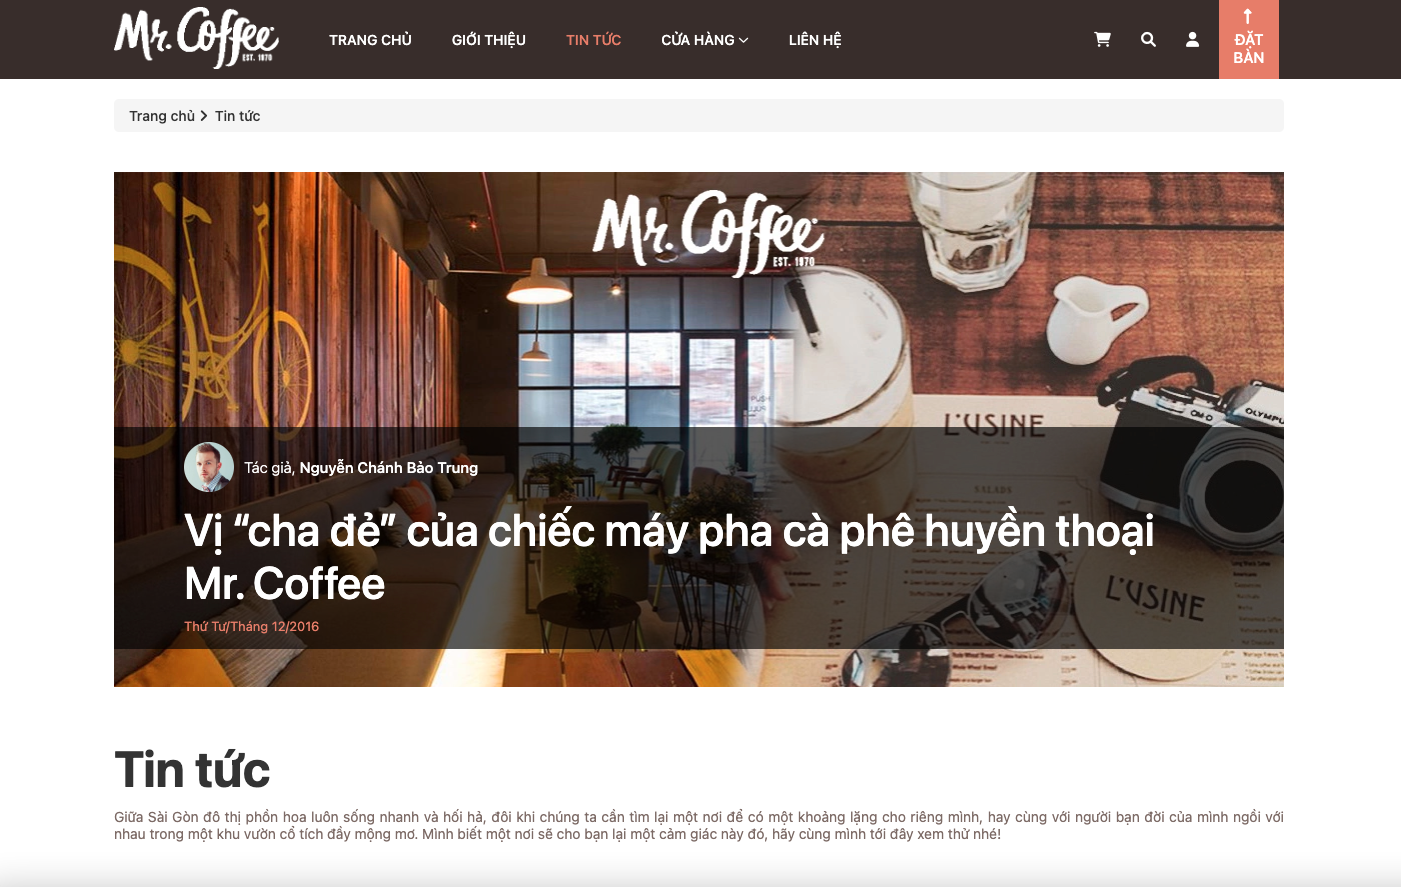 Mr. Coffee
EST. 1970
TRANG CHỦ
GIỚI THIỆU
TIN TỨC
CỬA HÀNG
LIÊN HỆ
ĐẶT
BÀN
Trang chủ
Tin tức
Mr. Coffee
EST. 1970
OLYMPUS
OM-D
L'USINE
SALADS
Tác giả, Nguyễn Chánh Bảo Trung
Vị “cha đẻ” của chiếc máy pha cà phê huyền thoại
Mr. Coffee
L'USINE
Thứ Tư/Tháng 12/2016
Tin tức
Giữa Sài Gòn đô thị phồn hoa luôn sống nhanh và hối hả, đôi khi chúng ta cần tìm lại một nơi để có một khoảng lặng cho riêng mình, hay cùng với người bạn đời của mình ngồi với
nhau trong một khu vườn cổ tích đầy mộng mơ. Mình biết một nơi sẽ cho bạn lại một cảm giác này đó, hãy cùng mình tới đây xem thử nhé!